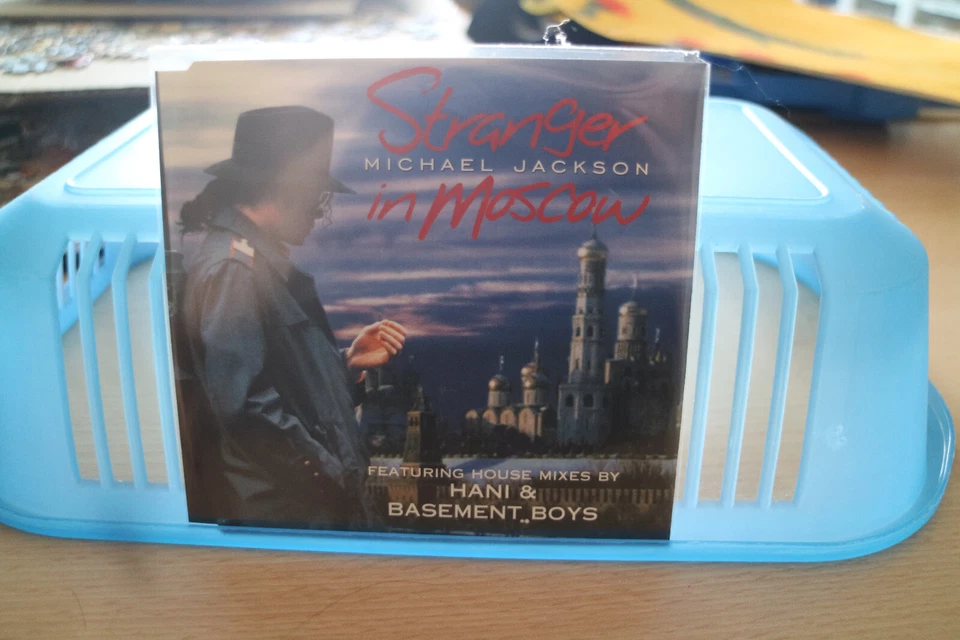 Stranger
MICHAEL JACKSON
in Moscow
FEATURING HOUSE MIXES BY
HANI &
BASEMENT BOYS